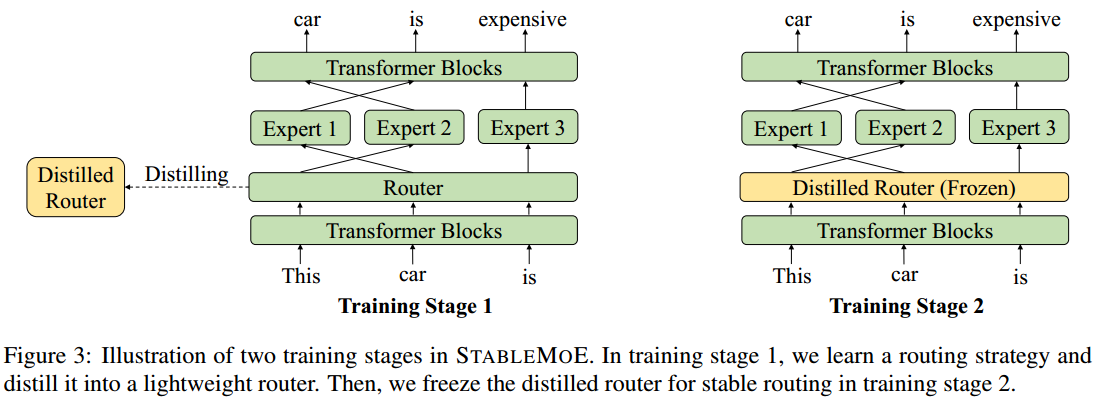 car is expensive
Transformer Blocks
Expert 1 Expert 2 Expert 3
Distilled
Router
Distilling
Router
Transformer Blocks
This car is
Training Stage 1
car is expensive
Transformer Blocks
Expert 1 Expert 2 Expert 3
Distilled Router (Frozen)
Transformer Blocks
This car is
Training Stage 2
Figure 3: Illustration of two training stages in STABLEMOE. In training stage 1, we learn a routing strategy and
distill it into a lightweight router. Then, we freeze the distilled router for stable routing in training stage 2.